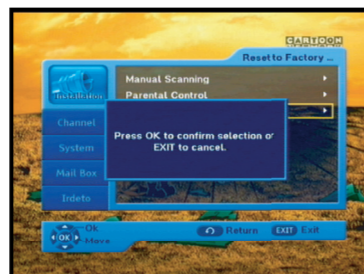 CARTOON
Reset to Factory ...
Manual Scanning
Installation
Parental Control
Channel
Press OK to confirm selection or
EXIT to cancel.
System
Mail Box
Irdeto
OK
Ok
Move
Return
EXIT Exit